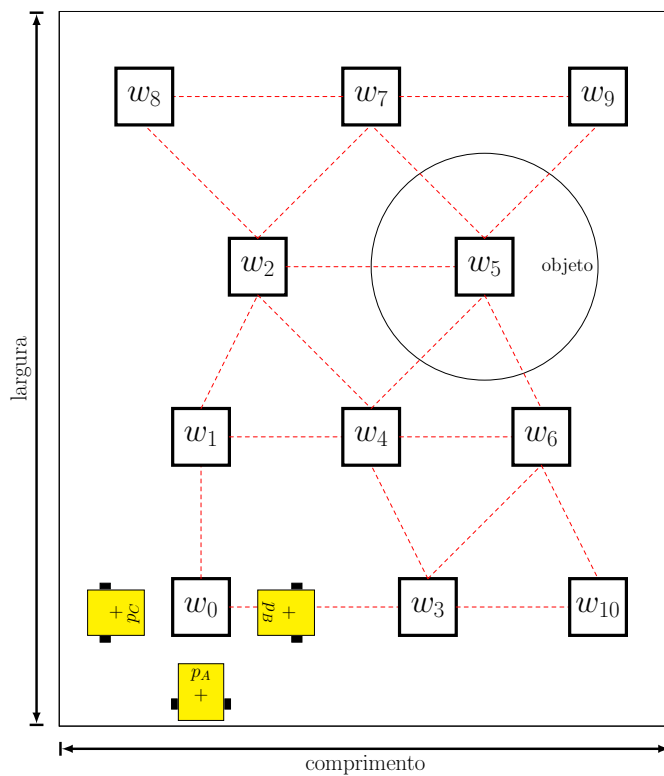 w8 w7 w9
w2 w5 objeto
largura
w1 w4 w6
pC w0 pB w3 w10
pA
comprimento